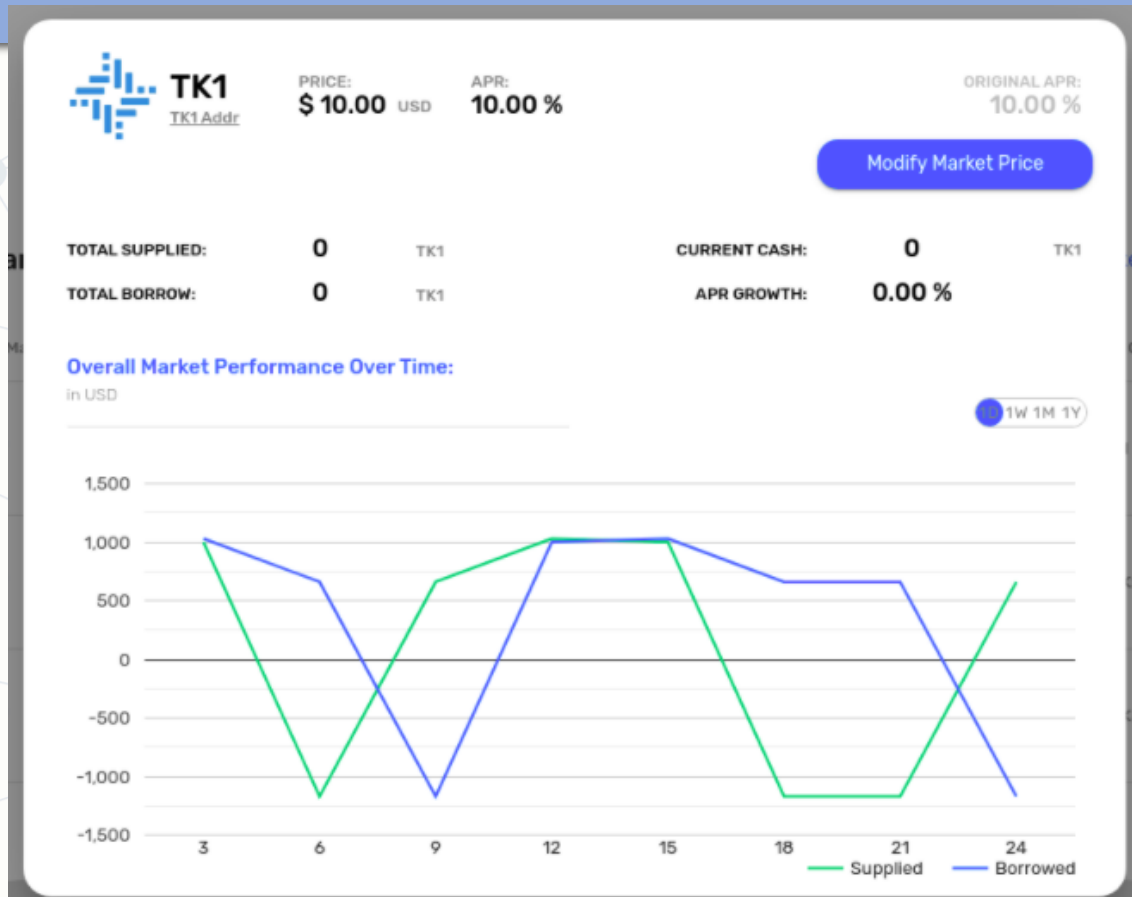 TK1
TK1 Addr
PRICE:
$ 10.00 USD
APR:
10.00 %
ORIGINAL APR:
10.00 %
Modify Market Price
TOTAL SUPPLIED: 0 TK1
CURRENT CASH: 0 TK1
TOTAL BORROW: 0 TK1
APR GROWTH: 0.00 %
Overall Market Performance Over Time:
in USD
1D 1W 1M 1Y
1,500
1,000
500
0
-500
-1,000
-1,500
3 6 9 12 15 18 21 24
Supplied Borrowed